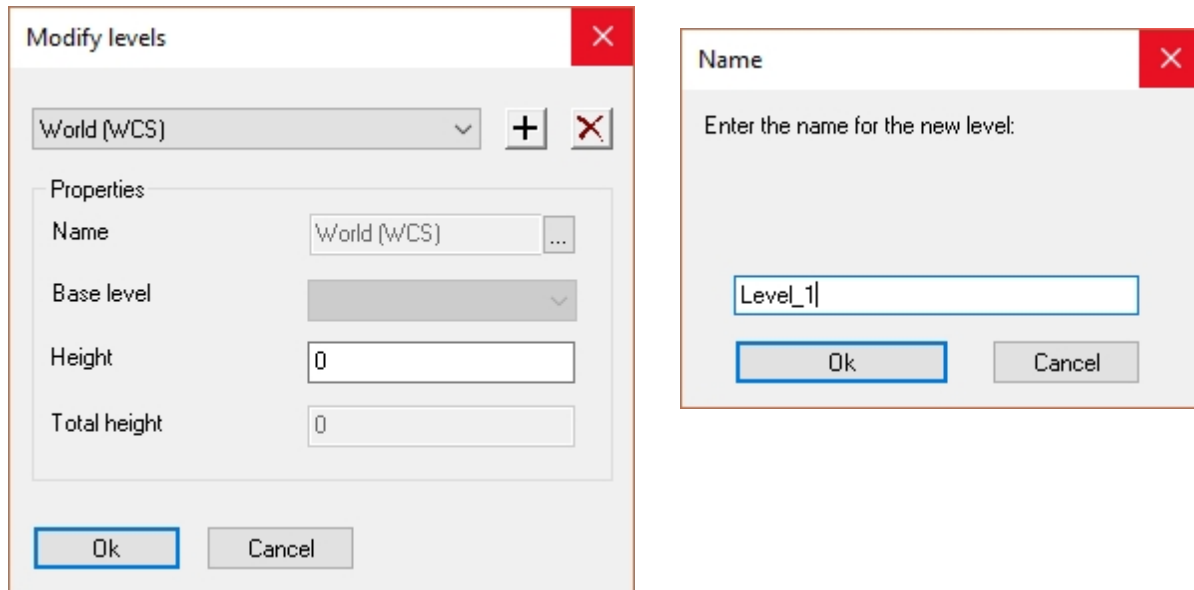 Modify levels
World (WCS)
Properties
Name World (WCS) ...
Base level
Height 0
Total height 0
Ok Cancel
Name
Enter the name for the new level:
Level_1
Ok Cancel